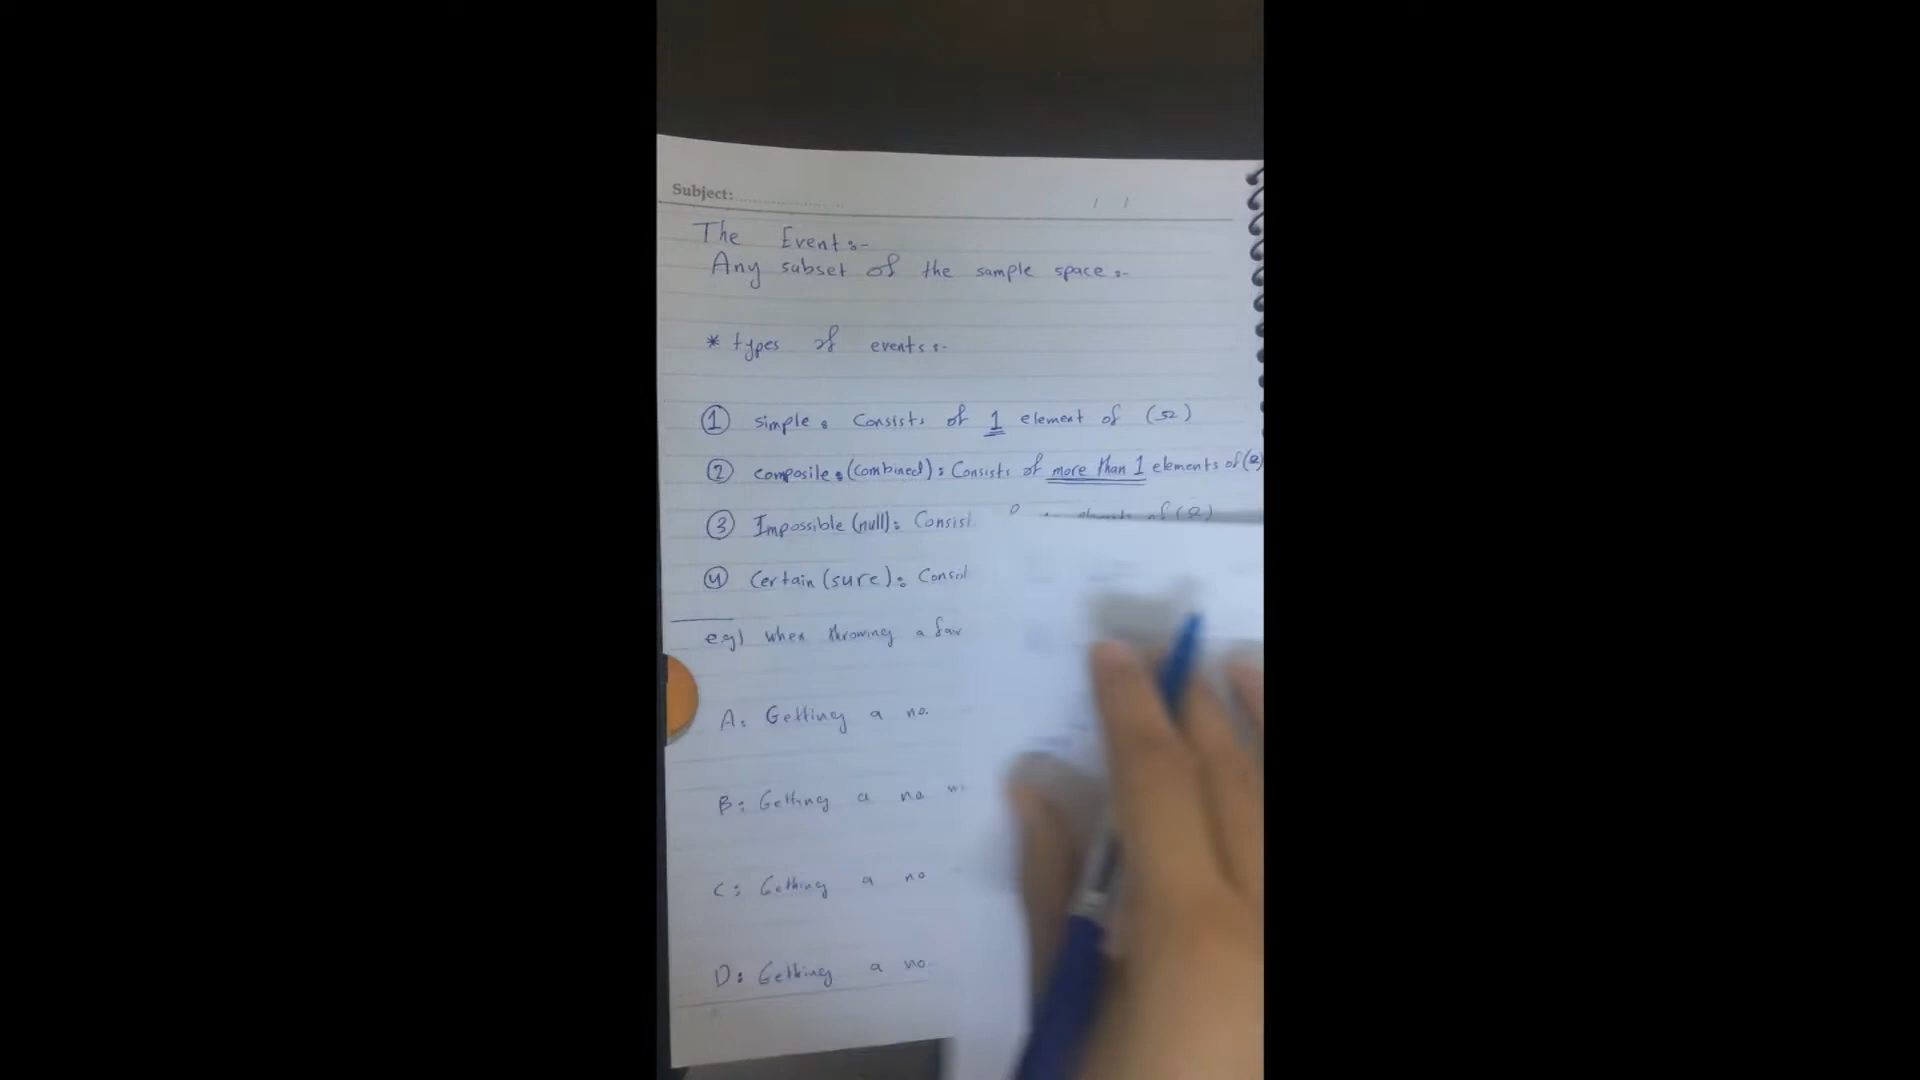 Subject:
/ /
The Event:-
Any subset of the sample space:-
* types of events:-
① Simple: Consists of 1 element of (Ω)
② composite: (Combined): Consists of more than 1 elements of (Ω)
③ Impossible (null): Consist of (Ω)
④ Certain (sure): Consist
e.g) when throwing a fair
A: Getting a no.
B: Getting a no
C: Getting a no
D: Getting a no.